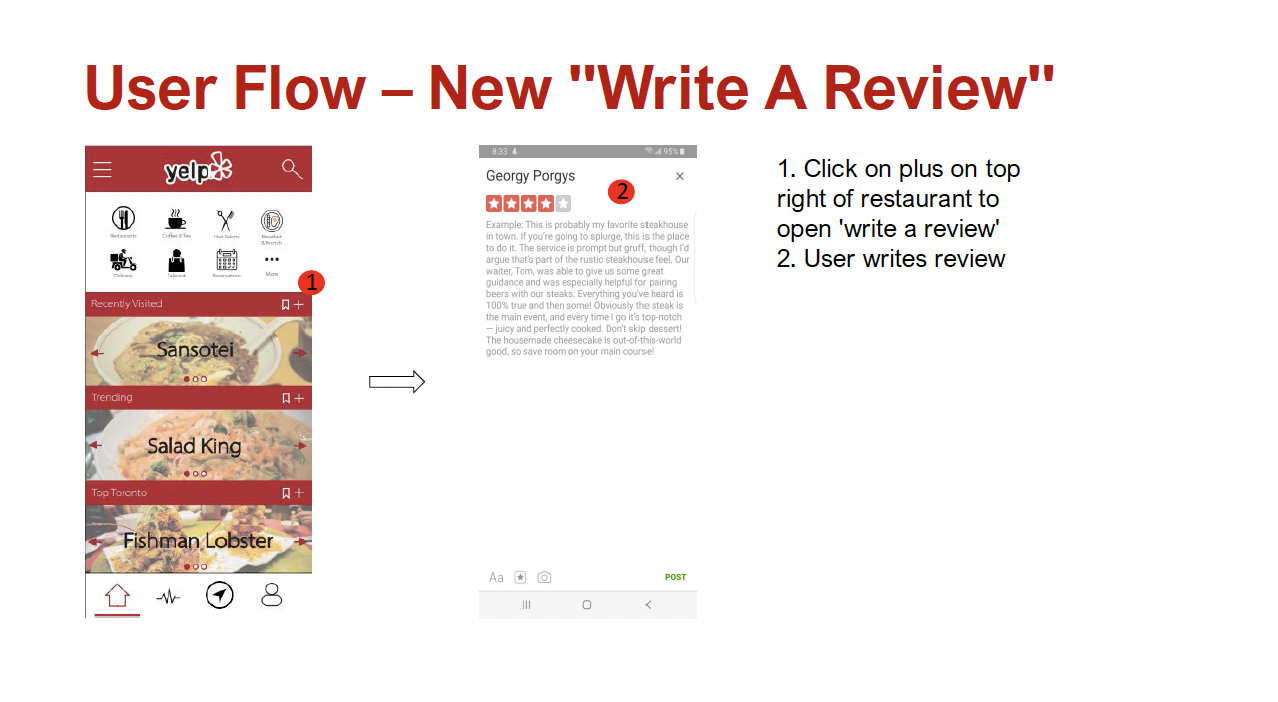 User Flow – New "Write A Review"
yelp
Restaurants
Coffee & Tea
Hair Salons
Breakfast
& Brunch
Delivery
Takeout
Reservations
More
1
Recently Visited
Sansotei
Trending
Salad King
Top Toronto
Fishman Lobster
8:33
95%
Georgy Porgys
2
Example: This is probably my favorite steakhouse
in town. If you're going to splurge, this is the place
to do it. The service is prompt but gruff, though I'd
argue that's part of the rustic steakhouse feel. Our
waiter, Tom, was able to give us some great
guidance and was especially helpful for pairing
beers with our steaks. Everything you've heard is
100% true and then some! Obviously the steak is
the main event, and every time I go it's top-notch
— juicy and perfectly cooked. Don't skip dessert!
The housemade cheesecake is out-of-this-world
good, so save room on your main course!
Aa
POST
1. Click on plus on top
right of restaurant to
open 'write a review'
2. User writes review